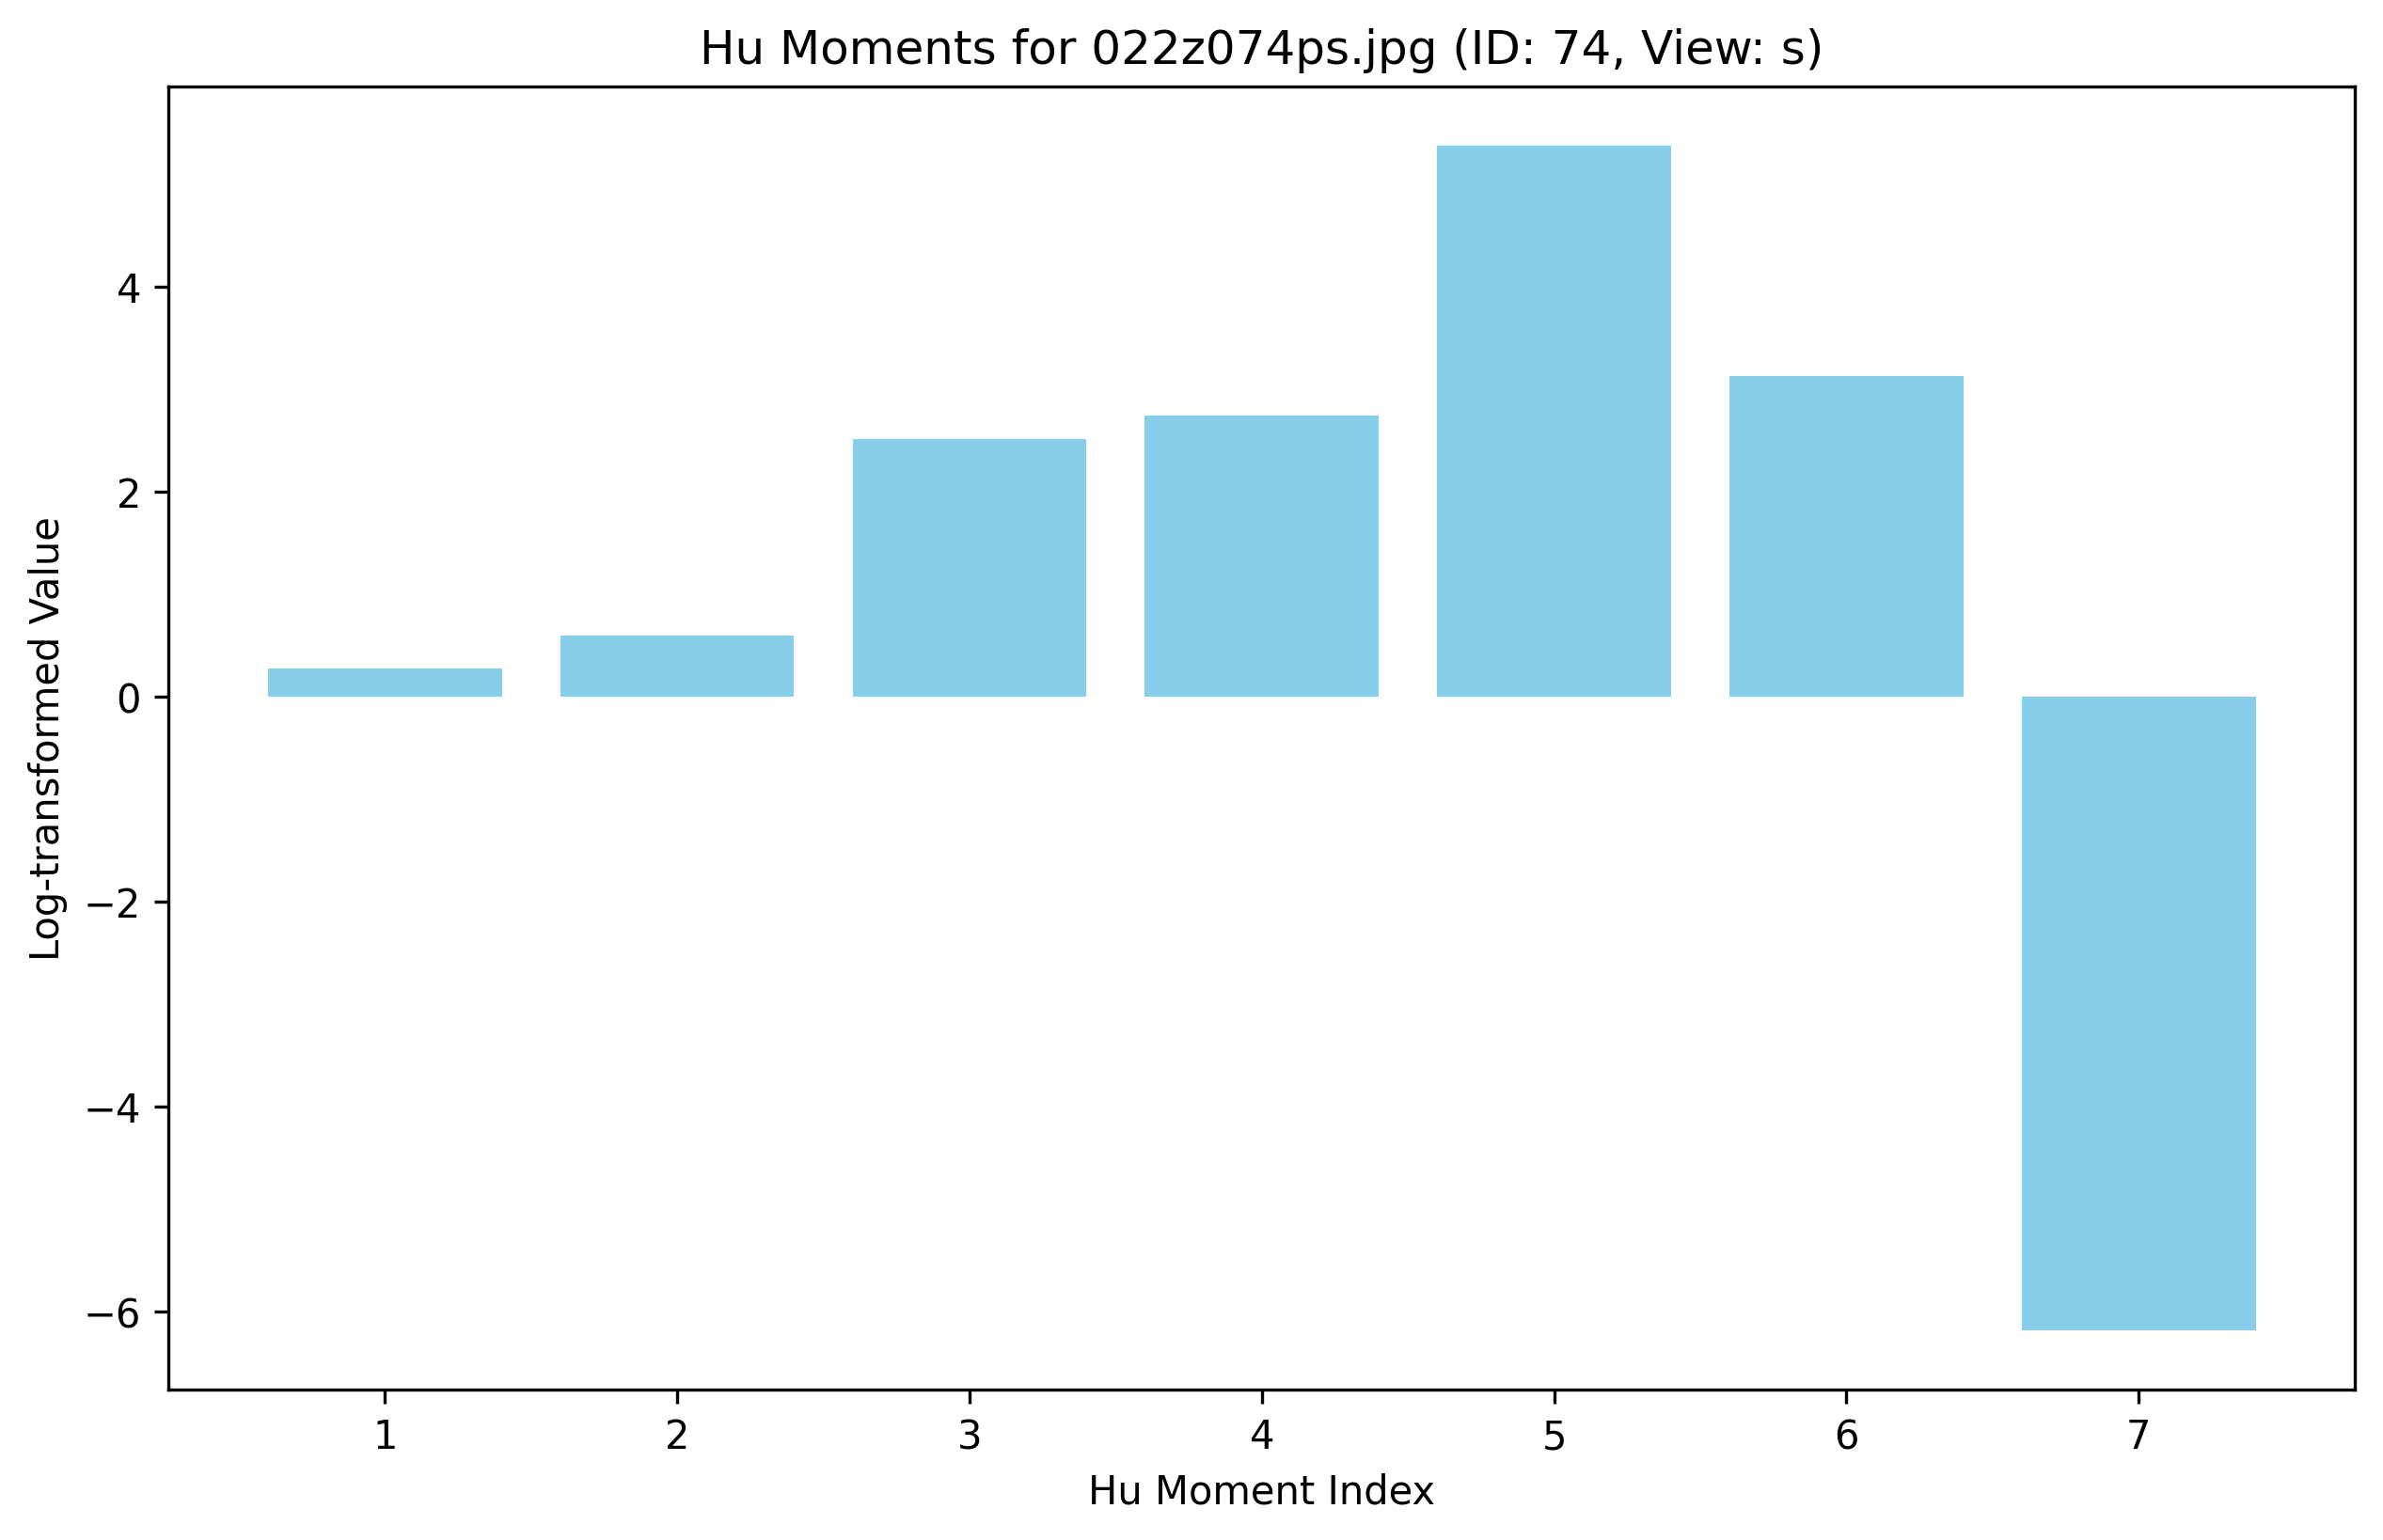 Hu Moments for 022z074ps.jpg (ID: 74, View: s)
Log-transformed Value
4
2
0
−2
−4
−6
1 2 3 4 5 6 7
Hu Moment Index